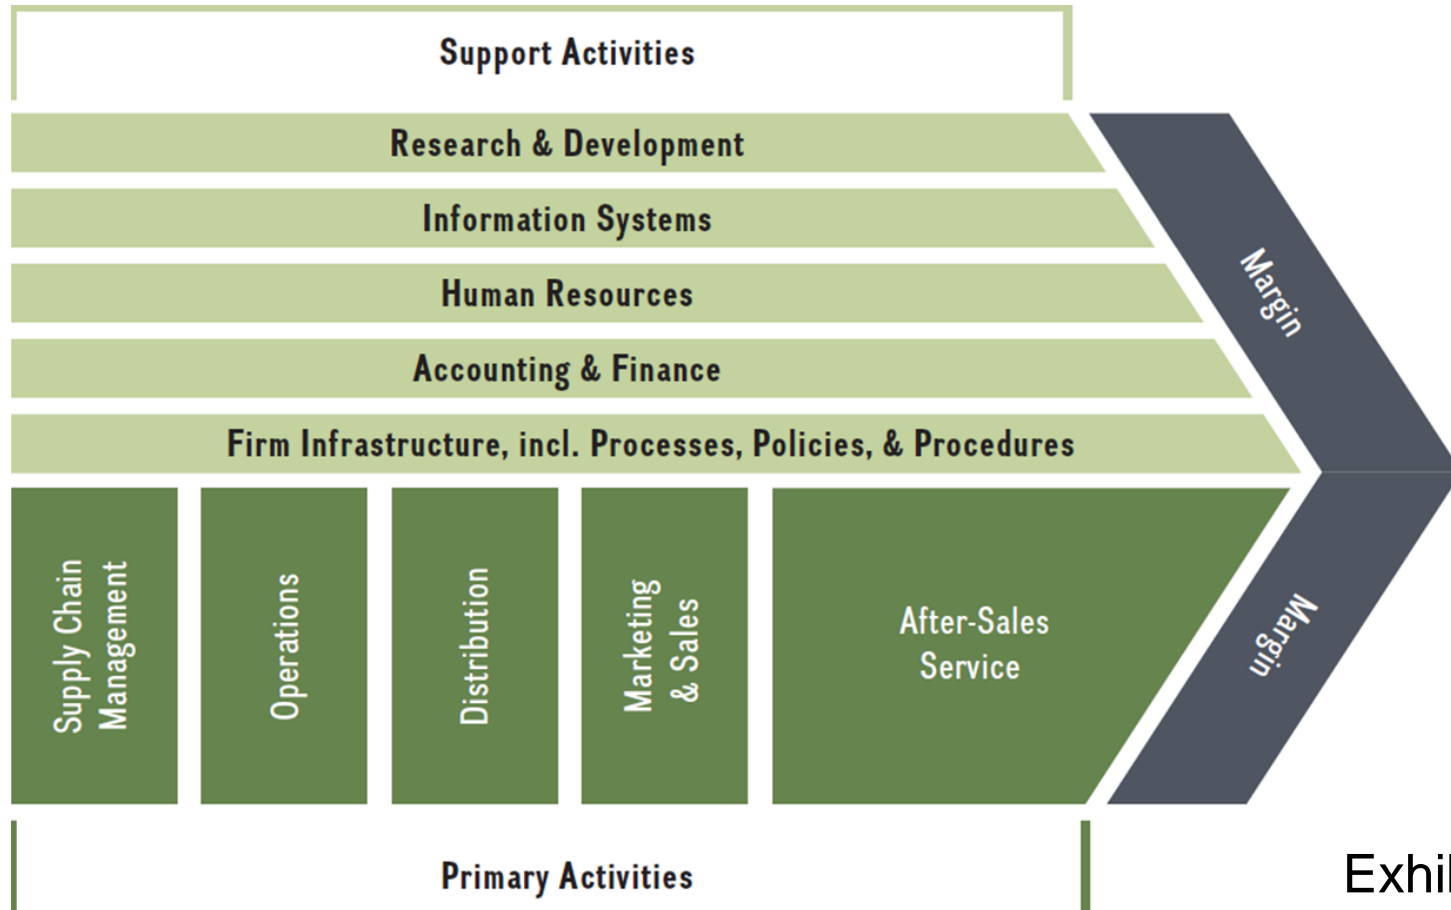 Support Activities
Research & Development
Information Systems
Human Resources
Accounting & Finance
Firm Infrastructure, incl. Processes, Policies, & Procedures
Margin
Supply Chain
Management
Operations
Distribution
Marketing
& Sales
After-Sales
Service
Margin
Primary Activities